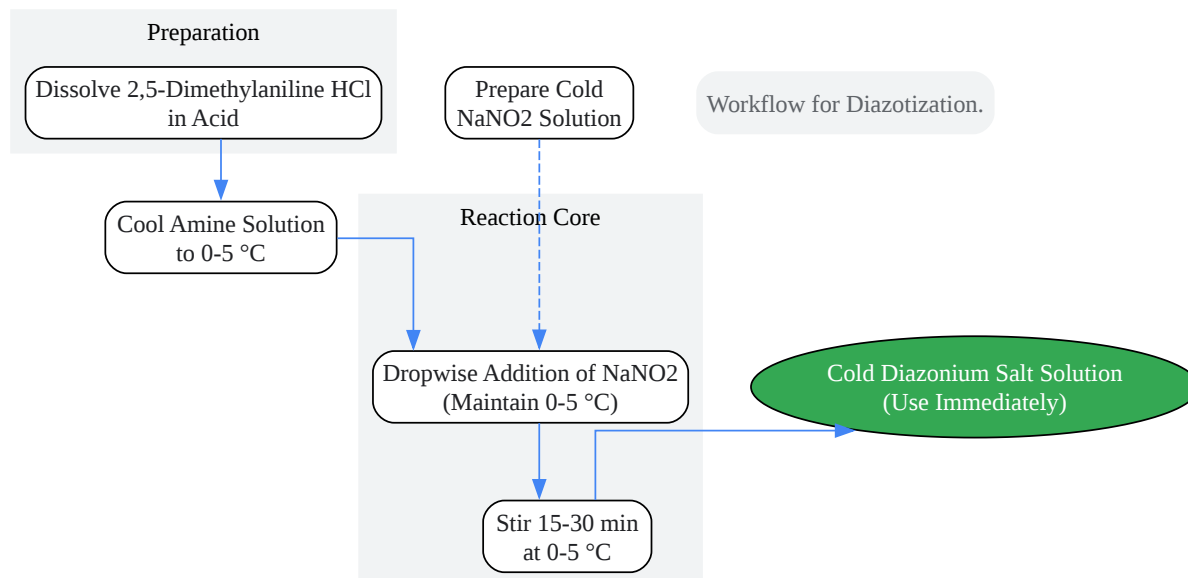 Preparation
Dissolve 2,5-Dimethylaniline HCl
in Acid
Prepare Cold
NaNO2 Solution
Workflow for Diazotization.
Cool Amine Solution
to 0-5 °C
Reaction Core
Dropwise Addition of NaNO2
(Maintain 0-5 °C)
Cold Diazonium Salt Solution
(Use Immediately)
Stir 15-30 min
at 0-5 °C